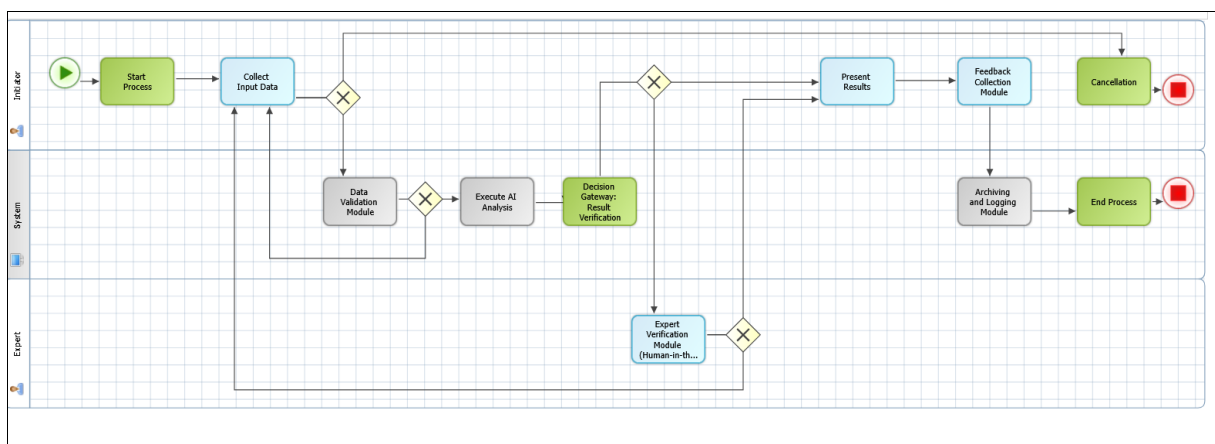 Initiator
Start
Process
Collect
Input Data
Present
Results
Feedback
Collection
Module
Cancellation
System
Data
Validation
Module
Execute AI
Analysis
Decision
Gateway:
Result
Verification
Archiving
and Logging
Module
End Process
Expert
Expert
Verification
Module
(Human-in-th...